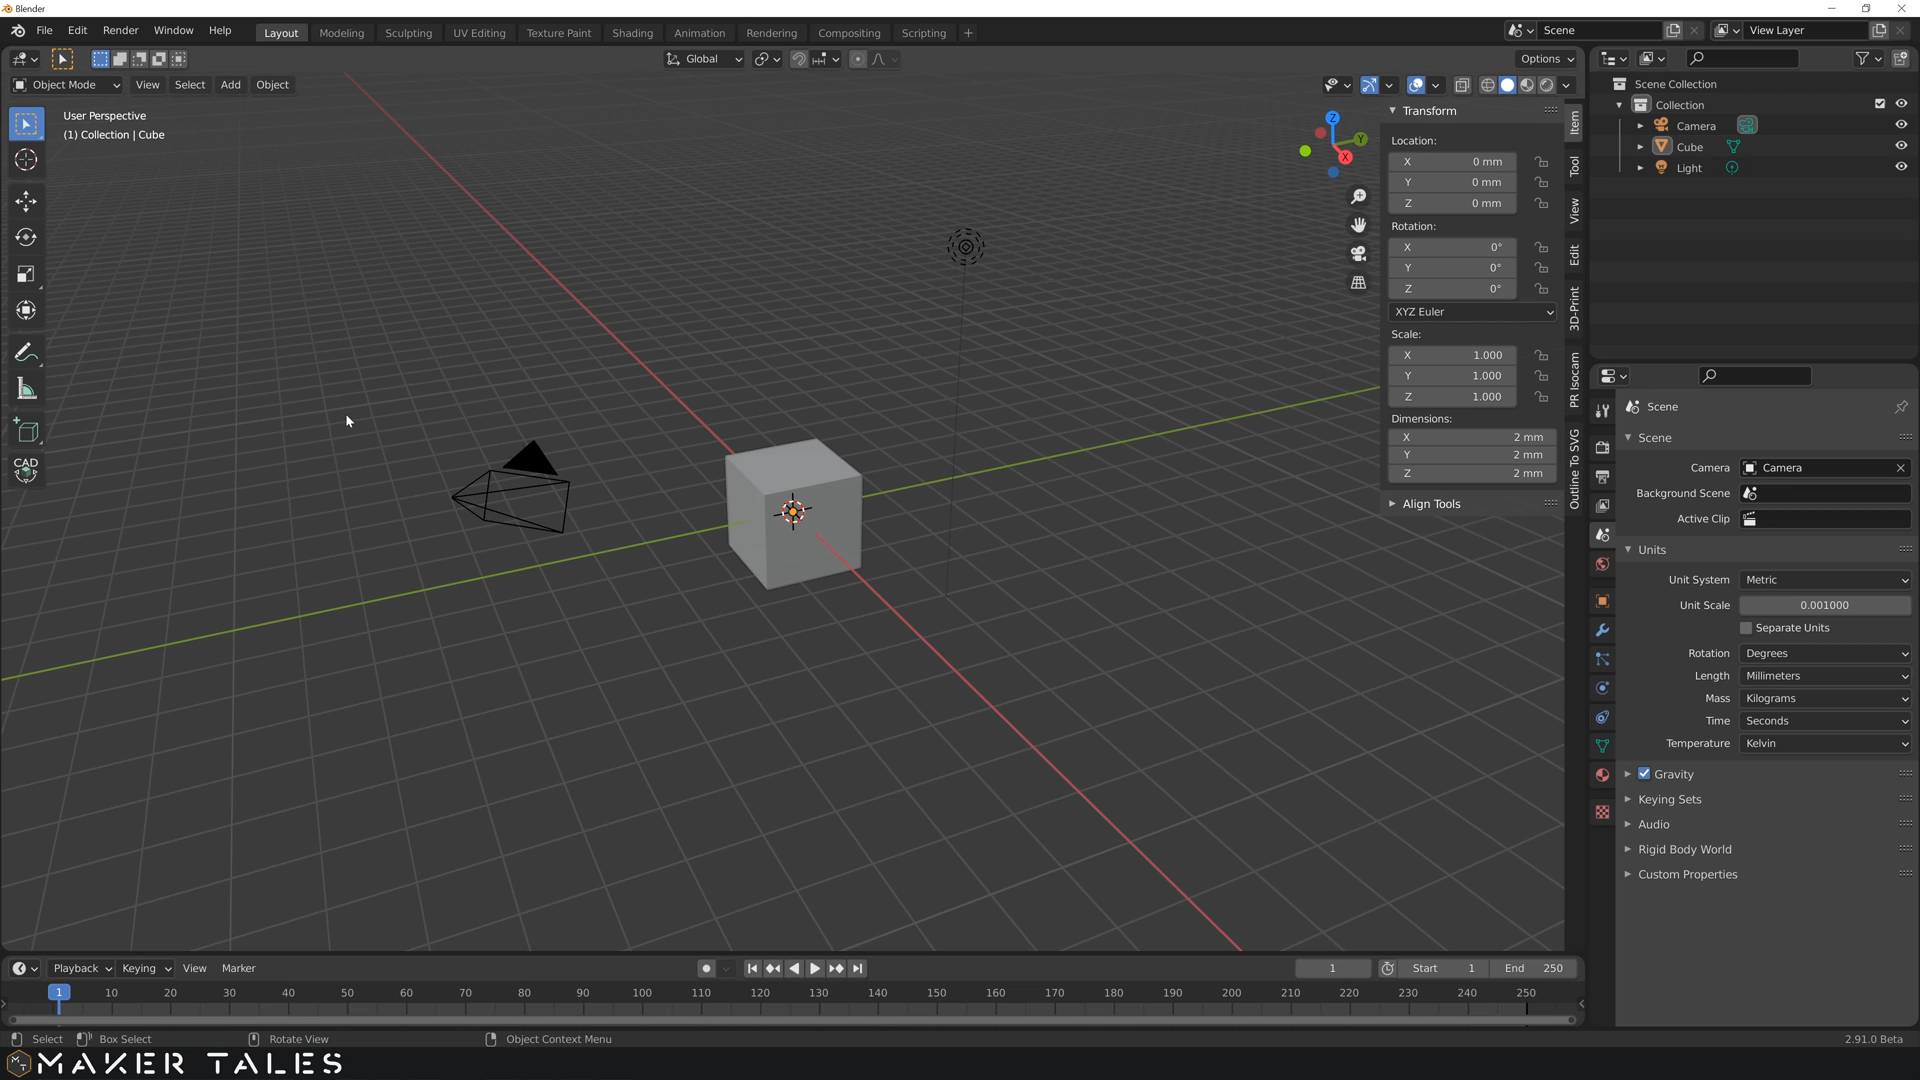 Blender
File Edit Render Window Help Layout Modeling Sculpting UV Editing Texture Paint Shading Animation Rendering Compositing Scripting + Scene View Layer
Global Options
Object Mode View Select Add Object
User Perspective
(1) Collection | Cube
CAD
Z
Y
X
Transform
Location:
X 0 mm
Y 0 mm
Z 0 mm
Rotation:
X 0°
Y 0°
Z 0°
XYZ Euler
Scale:
X 1.000
Y 1.000
Z 1.000
Dimensions:
X 2 mm
Y 2 mm
Z 2 mm
Align Tools
Item
Tool
View
Edit
3D-Print
PR Isocam
Outline To SVG
Scene Collection
Collection
Camera
Cube
Light
Scene
Scene
Camera Camera
Background Scene
Active Clip
Units
Unit System Metric
Unit Scale 0.001000
Separate Units
Rotation Degrees
Length Millimeters
Mass Kilograms
Time Seconds
Temperature Kelvin
Gravity
Keying Sets
Audio
Rigid Body World
Custom Properties
Playback Keying View Marker 1 Start 1 End 250
1 10 20 30 40 50 60 70 80 90 100 110 120 130 140 150 160 170 180 190 200 210 220 230 240 250
Select Box Select Rotate View Object Context Menu 2.91.0 Beta
MAKER TALES